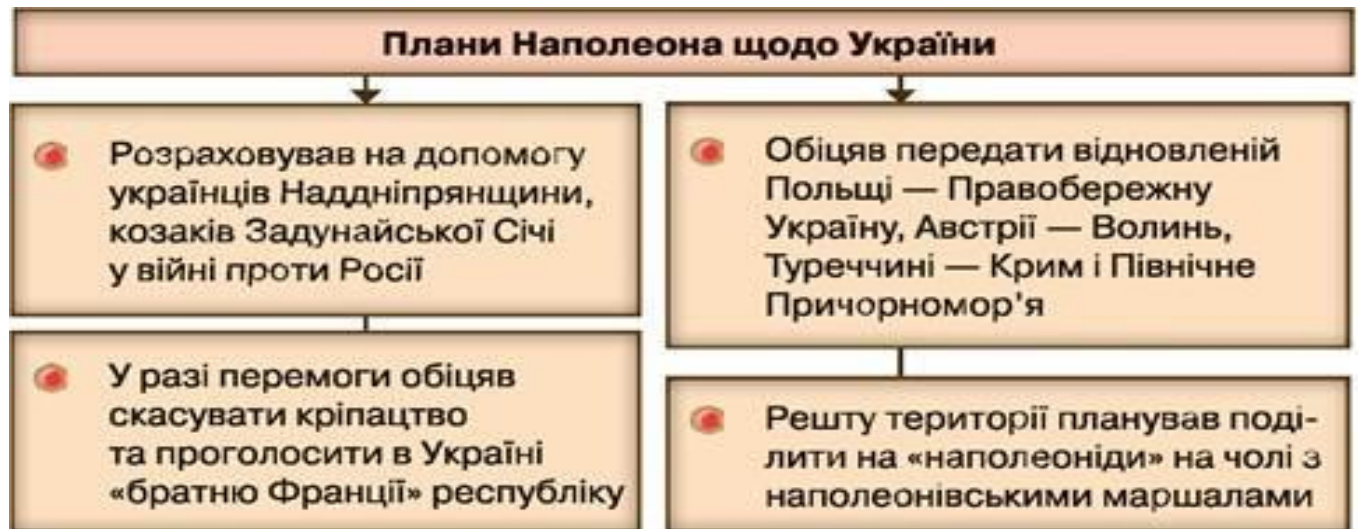 Плани Наполеона щодо України
Розраховував на допомогу
українців Наддніпрянщини,
козаків Задунайської Січі
у війні проти Росії
У разі перемоги обіцяв
скасувати кріпацтво
та проголосити в Україні
«братню Франції» республіку
Обіцяв передати відновленій
Польщі — Правобережну
Україну, Австрії — Волинь,
Туреччині — Крим і Північне
Причорномор'я
Решту території планував поді-
лити на «наполеоніди» на чолі з
наполеонівськими маршалами